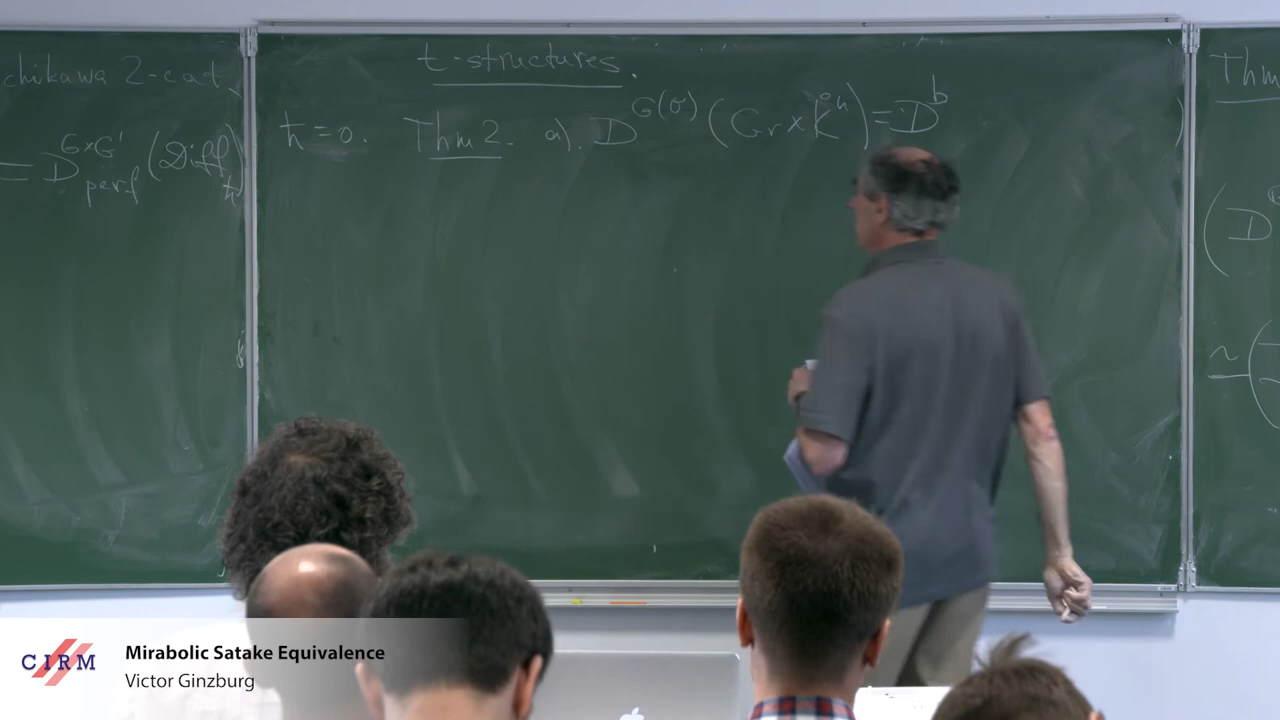 chikawa 2-cat.
= D^{G×G'}_{perf} (Diff_ħ)
t-structures.
ħ=0. Thm 2. a). D^{G(O)} (Gr × K̊^n) = D^b )
Thm
( D
~ (
CIRM
Mirabolic Satake Equivalence
Victor Ginzburg